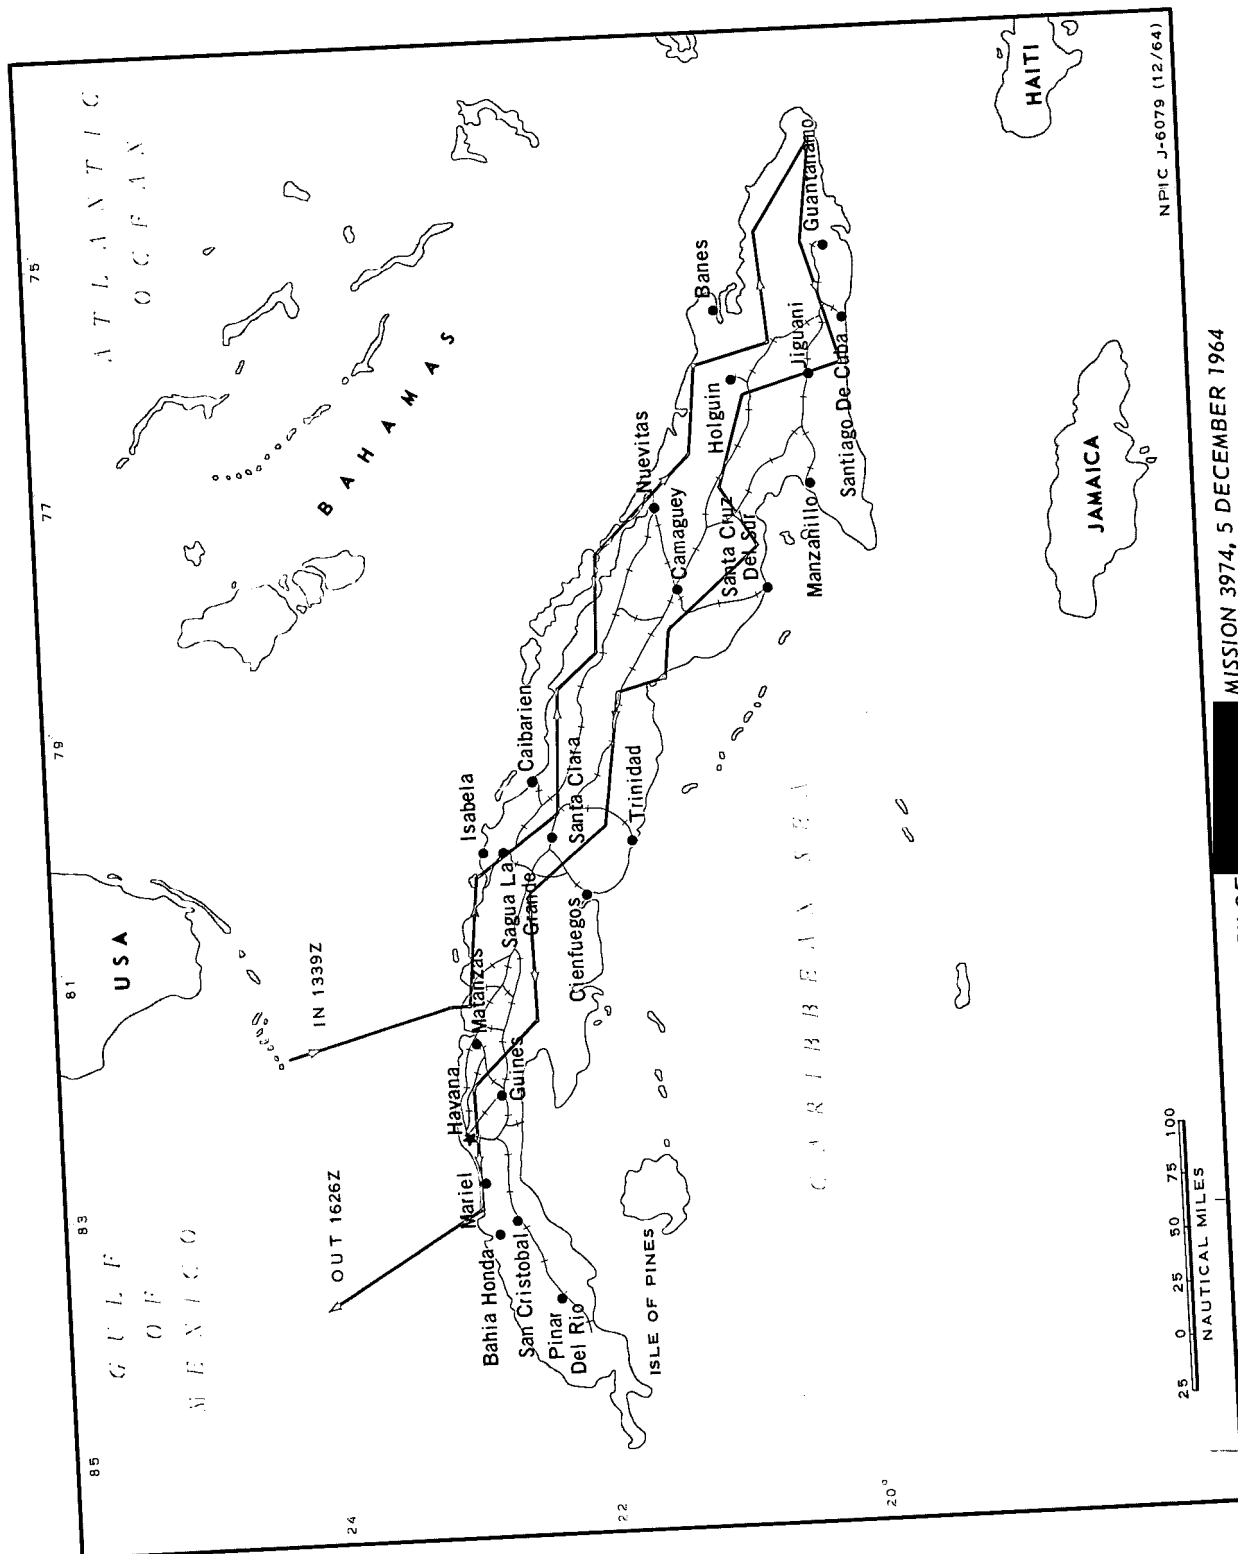 ATLANTIC
OCEAN
GULF
OF
MEXICO
CARIBBEAN SEA
USA
BAHAMAS
HAITI
JAMAICA
ISLE OF PINES
IN 1339Z
OUT 1626Z
Havana
Mariel
Bahia Honda
San Cristobal
Pinar
Del Rio
Guines
Matanzas
Isabela
Sagua La
Grande
Cienfuegos
Caibarien
Santa Clara
Trinidad
Nuevitas
Camaguey
Santa Cruz
Del Sur
Holguin
Manzanillo
Jiguani
Banes
Santiago De Cuba
Guantanamo
85
83
81
79
77
75°
24
22
20°
25 0 25 50 75 100
NAUTICAL MILES
NPIC J-6079 (12/64)
MISSION 3974, 5 DECEMBER 1964